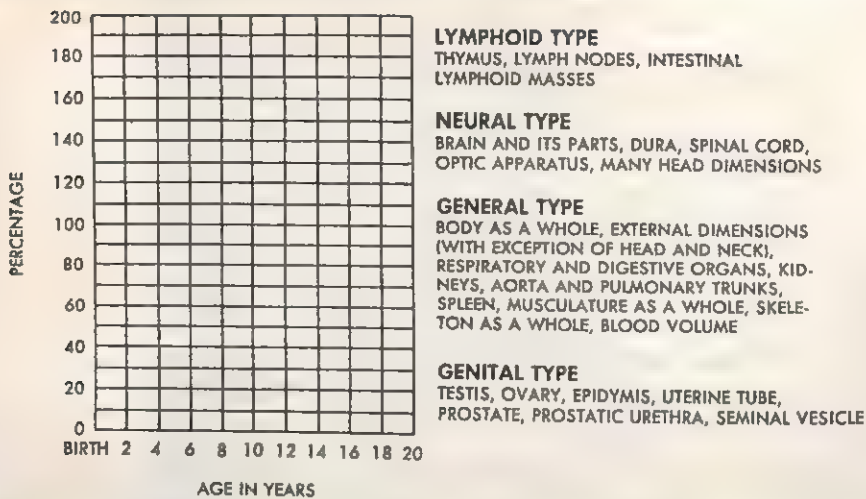 200
180
160
140
120
100
80
60
40
20
0
PERCENTAGE
BIRTH 2 4 6 8 10 12 14 16 18 20
AGE IN YEARS
LYMPHOID TYPE
THYMUS, LYMPH NODES, INTESTINAL
LYMPHOID MASSES
NEURAL TYPE
BRAIN AND ITS PARTS, DURA, SPINAL CORD,
OPTIC APPARATUS, MANY HEAD DIMENSIONS
GENERAL TYPE
BODY AS A WHOLE, EXTERNAL DIMENSIONS
(WITH EXCEPTION OF HEAD AND NECK),
RESPIRATORY AND DIGESTIVE ORGANS, KID-
NEYS, AORTA AND PULMONARY TRUNKS,
SPLEEN, MUSCULATURE AS A WHOLE, SKELE-
TON AS A WHOLE, BLOOD VOLUME
GENITAL TYPE
TESTIS, OVARY, EPIDYMIS, UTERINE TUBE,
PROSTATE, PROSTATIC URETHRA, SEMINAL VESICLE